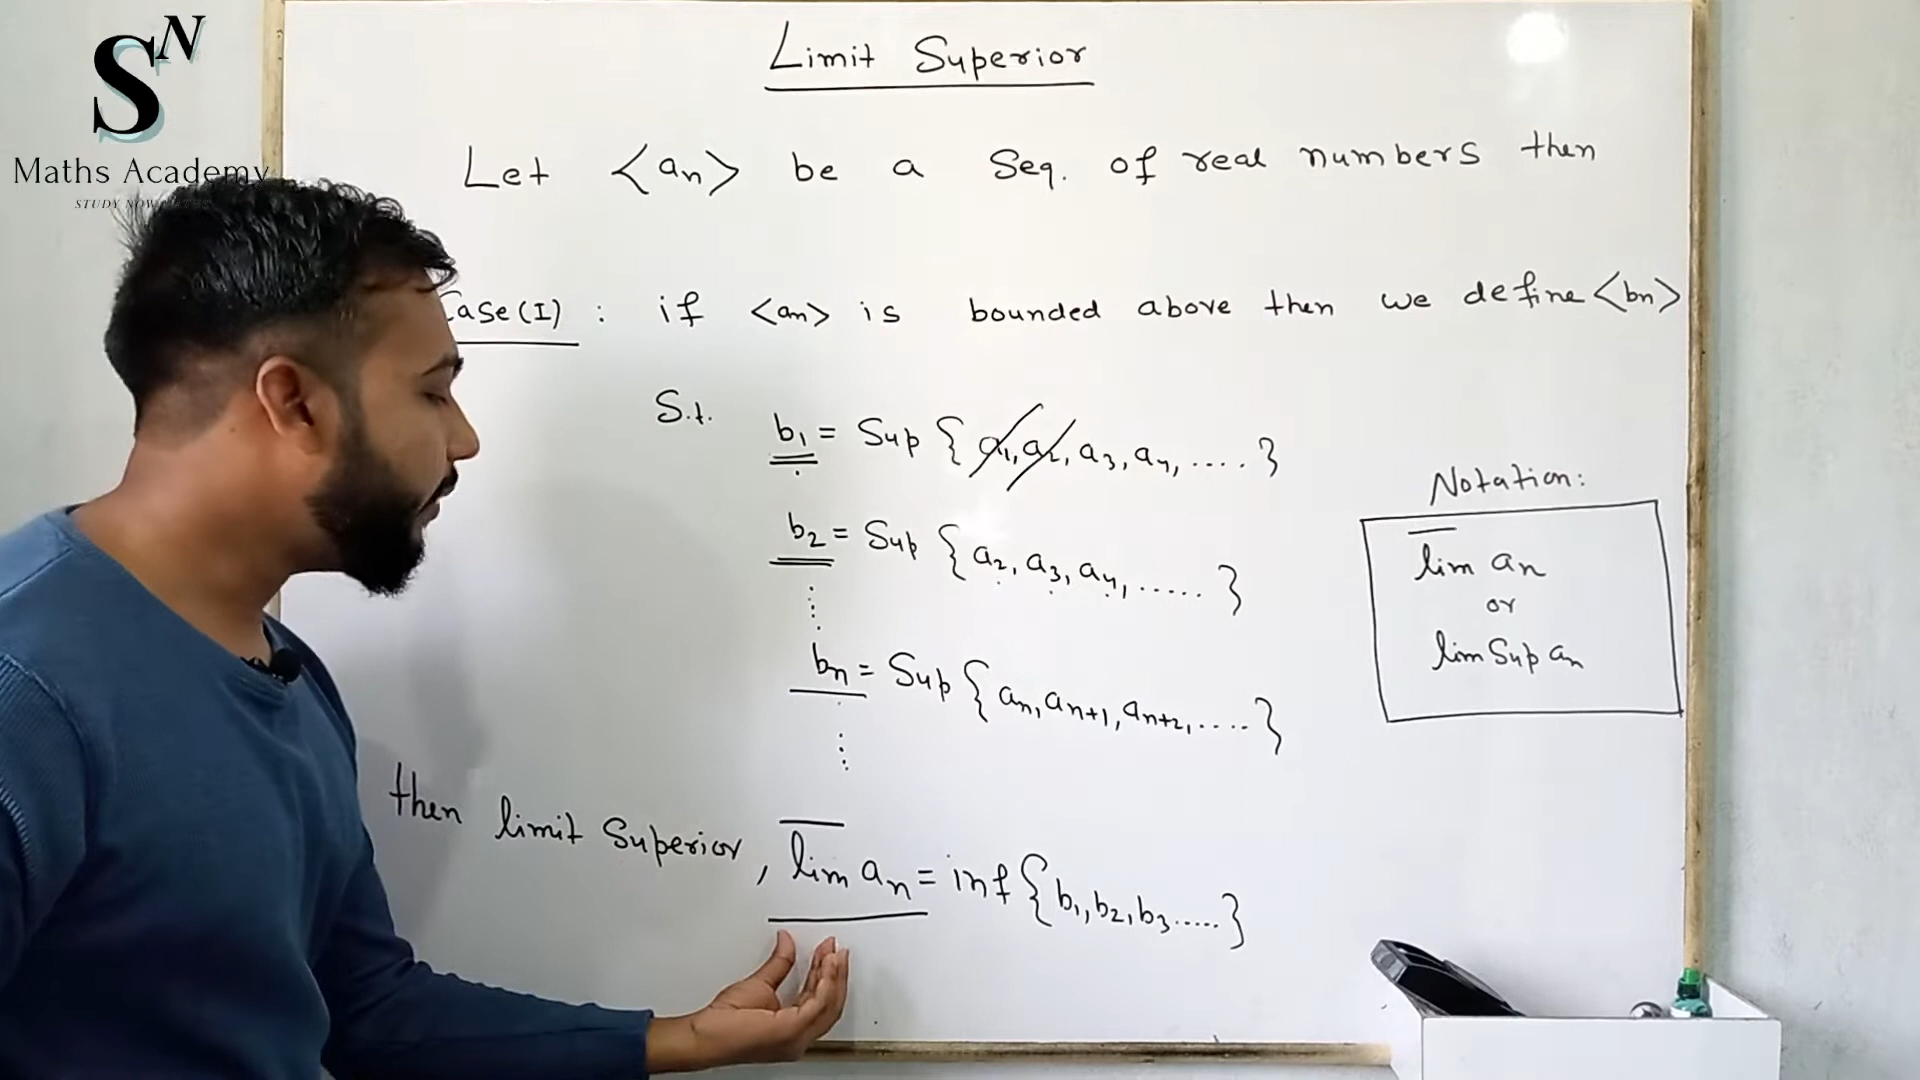 SN
Maths Academy
Limit Superior
Let <an> be a Seq. of real numbers then
Case(I) : if <an> is bounded above then we define <bn>
S.t. b1 = Sup { a1, a2, a3, a4, .... }
b2 = Sup { a2, a3, a4, ..... }
bn = Sup { an, an+1, an+2, .... }
Notation:
lim an
or
lim Sup an
then limit Superior, lim an = inf { b1, b2, b3 ..... }